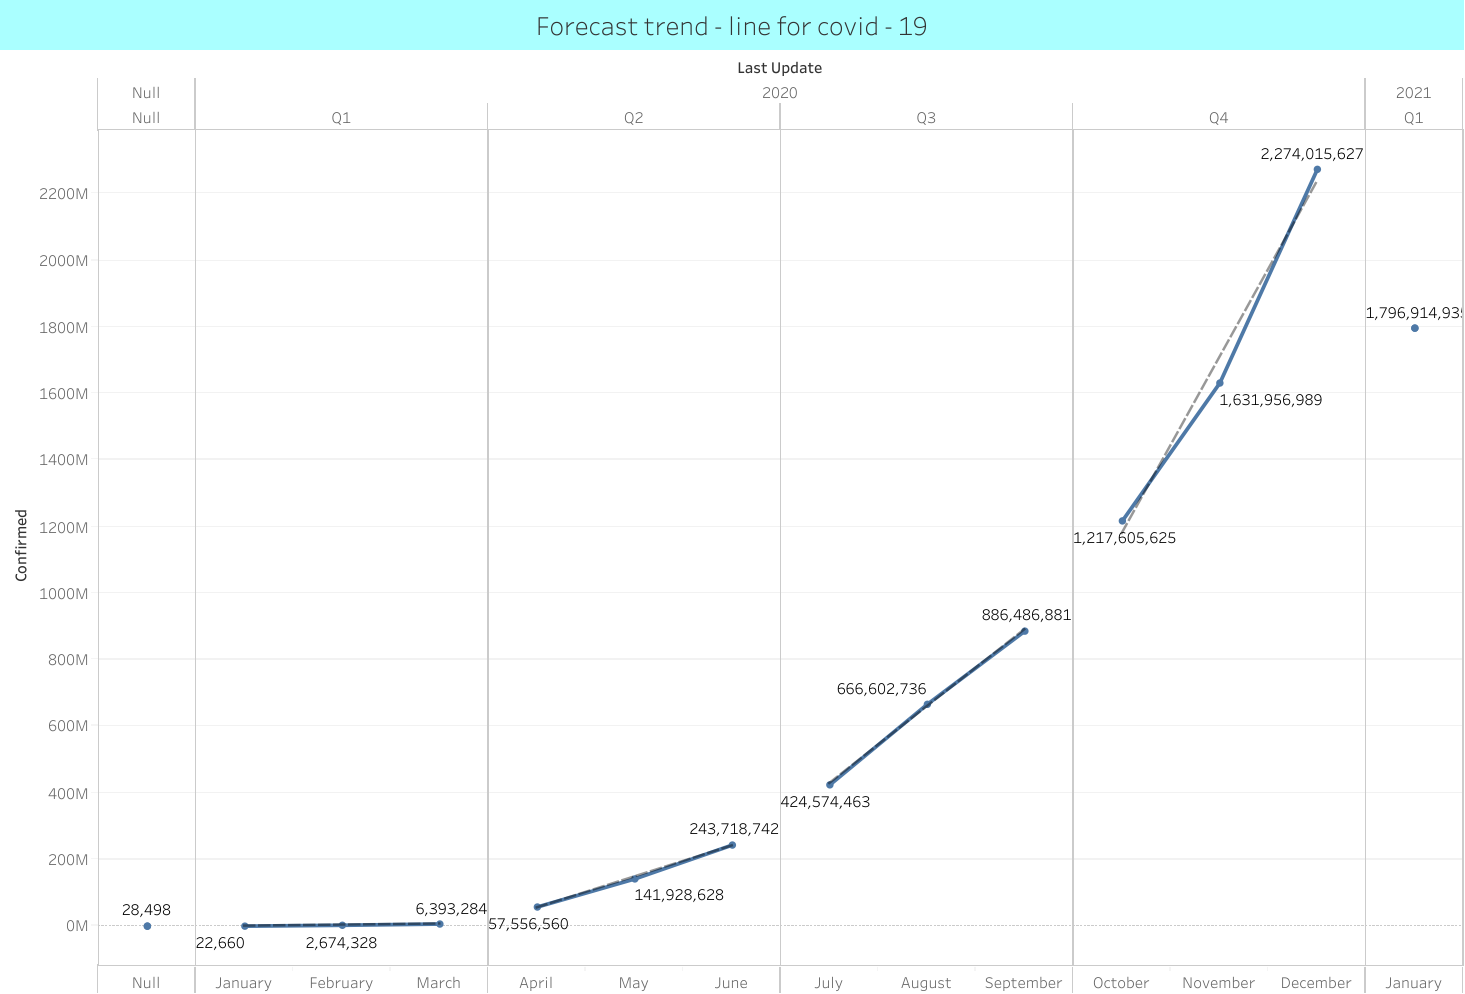 Forecast trend - line for covid - 19
Last Update
Null 2020 2021
Null Q1 Q2 Q3 Q4 Q1
2,274,015,627
2200M
2000M
1800M
1,796,914,935
1600M
1,631,956,989
1400M
1200M
1,217,605,625
Confirmed
1000M
886,486,881
800M
666,602,736
600M
400M
424,574,463
243,718,742
200M
141,928,628
28,498
6,393,284
57,556,560
0M
22,660
2,674,328
Null January February March April May June July August September October November December January